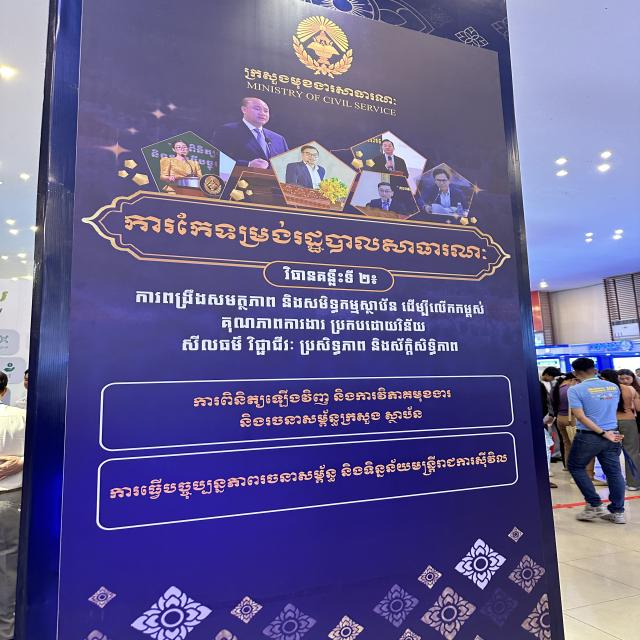 ក្រសួងមុខងារសាធារណៈ
MINISTRY OF CIVIL SERVICE
ការកែទម្រង់រដ្ឋបាលសាធារណៈ
វិធានគន្លឹះទី ២៖
ការពង្រឹងសមត្ថភាព និងសមិទ្ធកម្មស្ថាប័ន ដើម្បីលើកកម្ពស់
គុណភាពការងារ ប្រកបដោយវិន័យ
សីលធម៌ វិជ្ជាជីវៈ ប្រសិទ្ធភាព និងស័ក្តិសិទ្ធិភាព
ការពិនិត្យឡើងវិញ និងការវិភាគមុខងារ
និងរចនាសម្ព័ន្ធក្រសួង ស្ថាប័ន
ការធ្វើបច្ចុប្បន្នភាពរចនាសម្ព័ន្ធ និងទិន្នន័យមន្ត្រីរាជការស៊ីវិល